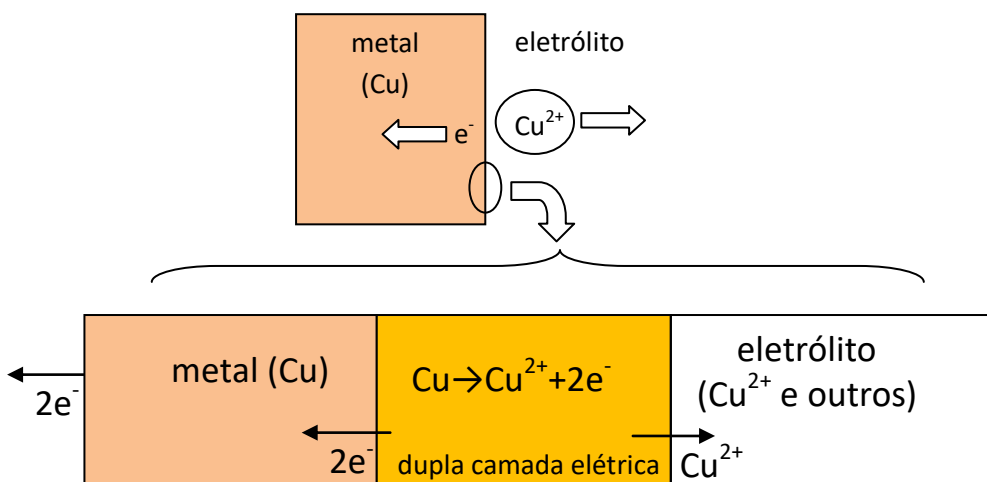 metal
(Cu)
eletrólito
e⁻
Cu²⁺
metal (Cu)
Cu→Cu²⁺+2e⁻
eletrólito
(Cu²⁺ e outros)
2e⁻
2e⁻
dupla camada elétrica
Cu²⁺